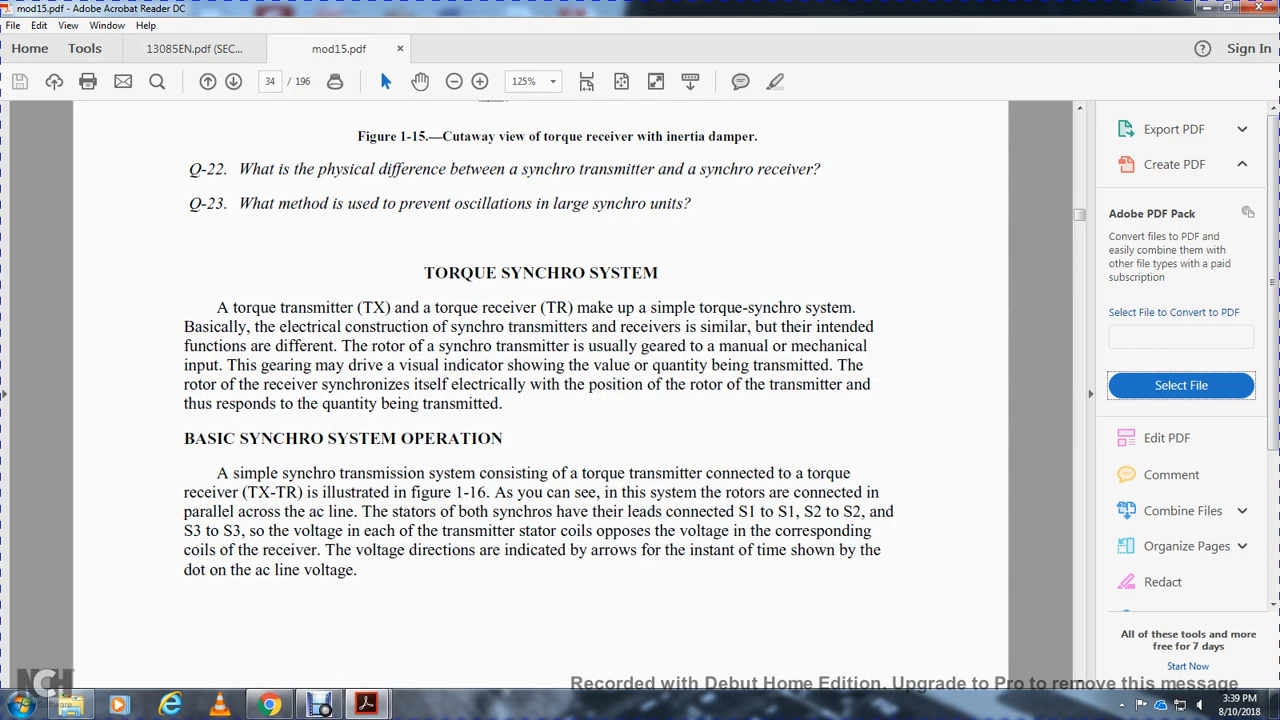 mod15.pdf - Adobe Acrobat Reader DC
File Edit View Window Help
Home Tools 13085EN.pdf (SEC... mod15.pdf × Sign In
34 / 196 125%
Figure 1-15.—Cutaway view of torque receiver with inertia damper.
Q-22. What is the physical difference between a synchro transmitter and a synchro receiver?
Q-23. What method is used to prevent oscillations in large synchro units?
TORQUE SYNCHRO SYSTEM
A torque transmitter (TX) and a torque receiver (TR) make up a simple torque-synchro system.
Basically, the electrical construction of synchro transmitters and receivers is similar, but their intended
functions are different. The rotor of a synchro transmitter is usually geared to a manual or mechanical
input. This gearing may drive a visual indicator showing the value or quantity being transmitted. The
rotor of the receiver synchronizes itself electrically with the position of the rotor of the transmitter and
thus responds to the quantity being transmitted.
BASIC SYNCHRO SYSTEM OPERATION
A simple synchro transmission system consisting of a torque transmitter connected to a torque
receiver (TX-TR) is illustrated in figure 1-16. As you can see, in this system the rotors are connected in
parallel across the ac line. The stators of both synchros have their leads connected S1 to S1, S2 to S2, and
S3 to S3, so the voltage in each of the transmitter stator coils opposes the voltage in the corresponding
coils of the receiver. The voltage directions are indicated by arrows for the instant of time shown by the
dot on the ac line voltage.
Export PDF
Create PDF
Adobe PDF Pack
Convert files to PDF and
easily combine them with
other file types with a paid
subscription
Select File to Convert to PDF
Select File
Edit PDF
Comment
Combine Files
Organize Pages
Redact
All of these tools and more
free for 7 days
Start Now
NCH
Software
Recorded with Debut Home Edition. Upgrade to Pro to remove this message
3:39 PM
8/10/2018